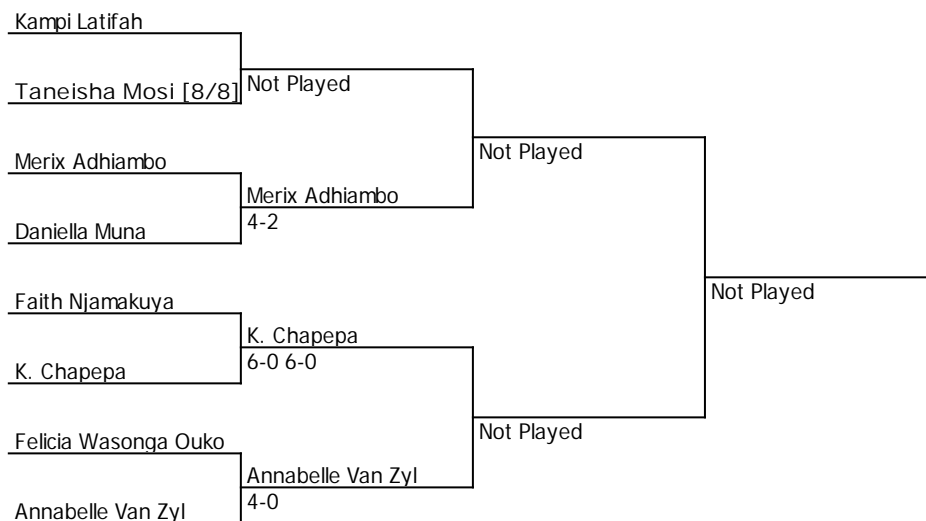 Kampi Latifah
Taneisha Mosi [8/8]
Not Played
Not Played
Merix Adhiambo
Merix Adhiambo
4-2
Daniella Muna
Not Played
Faith Njamakuya
K. Chapepa
6-0 6-0
K. Chapepa
Not Played
Felicia Wasonga Ouko
Annabelle Van Zyl
4-0
Annabelle Van Zyl